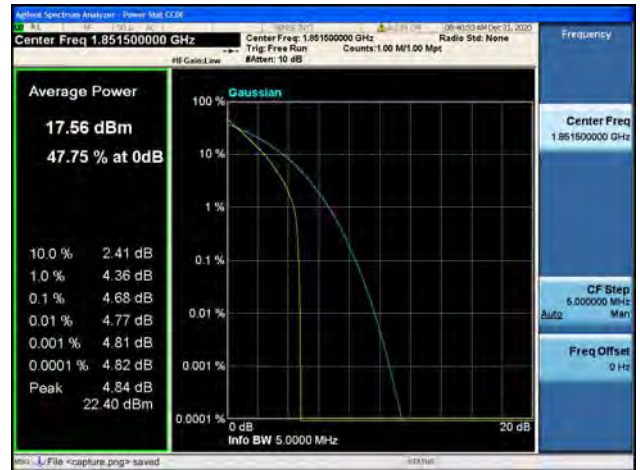 Agilent Spectrum Analyzer - Power Stat CCDF
Center Freq 1.851500000 GHz
#IFGain:Low
Center Freq: 1.851500000 GHz
Trig: Free Run Counts:1.00 M/1.00 Mpt
#Atten: 10 dB
Radio Std: None
Frequency
Average Power
17.56 dBm
47.75 % at 0dB
10.0 % 2.41 dB
1.0 % 4.36 dB
0.1 % 4.68 dB
0.01 % 4.77 dB
0.001 % 4.81 dB
0.0001 % 4.82 dB
Peak 4.84 dB
22.40 dBm
Gaussian
100 %
10 %
1 %
0.1 %
0.01 %
0.001 %
0.0001 %
0 dB
20 dB
Info BW 5.0000 MHz
Center Freq
1.851500000 GHz
CF Step
5.000000 MHz
Auto Man
Freq Offset
0 Hz
MSG File <capture.png> saved
STATUS